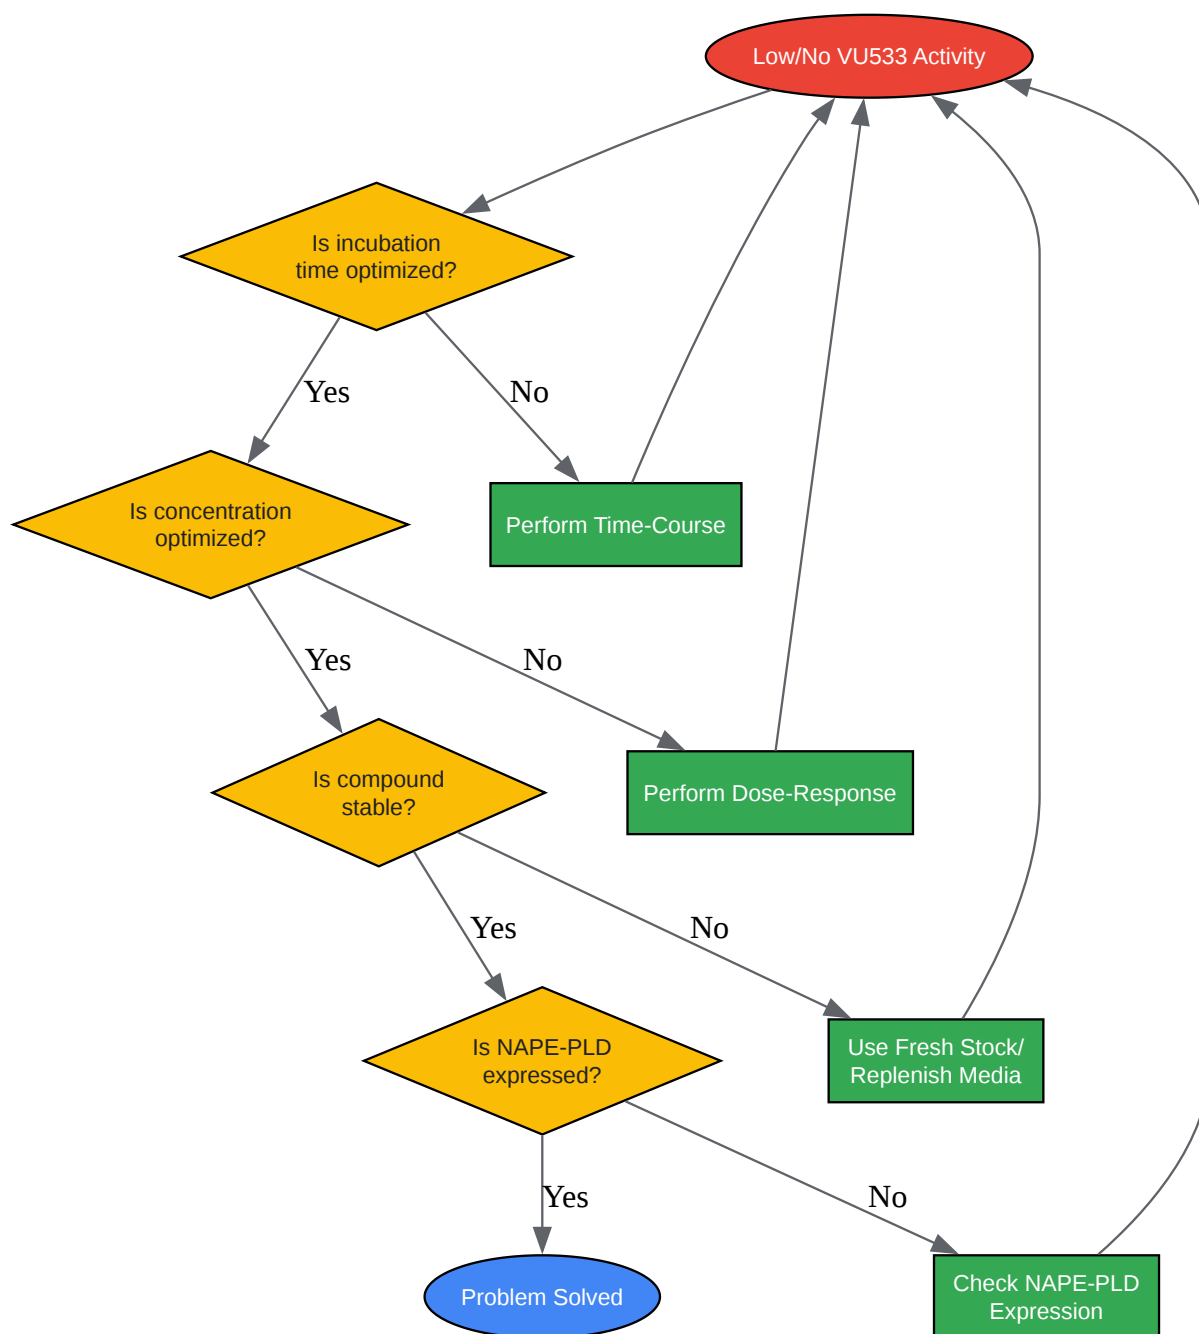 Low/No VU533 Activity
Is incubation
time optimized?
Yes
No
Is concentration
optimized?
Perform Time-Course
Yes
No
Is compound
stable?
Perform Dose-Response
Yes
No
Is NAPE-PLD
expressed?
Use Fresh Stock/
Replenish Media
Yes
No
Problem Solved
Check NAPE-PLD
Expression